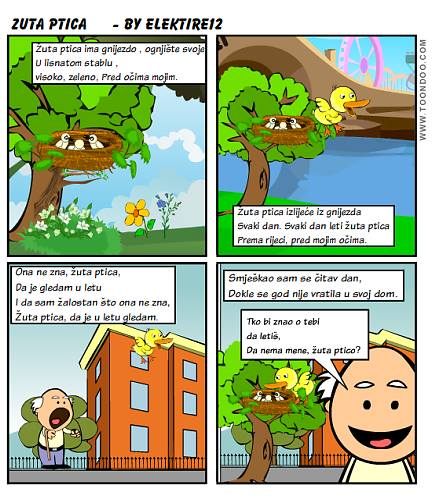 ZUTA PTICA - BY ELEKTIRE12
Žuta ptica ima gnijezdo , ognjište svoje
U lisnatom stablu ,
visoko, zeleno, Pred očima mojim.
Žuta ptica izlijeće iz gnijezda
Svaki dan. Svaki dan leti žuta ptica
Prema rijeci, pred mojim očima.
Ona ne zna, žuta ptica,
Da je gledam u letu
I da sam žalostan što ona ne zna,
Žuta ptica, da je u letu gledam.
Smješkao sam se čitav dan,
Dokle se god nije vratila u svoj dom.
Tko bi znao o tebi
da letiš,
Da nema mene, žuta ptico?
WWW.TOONDOO.COM